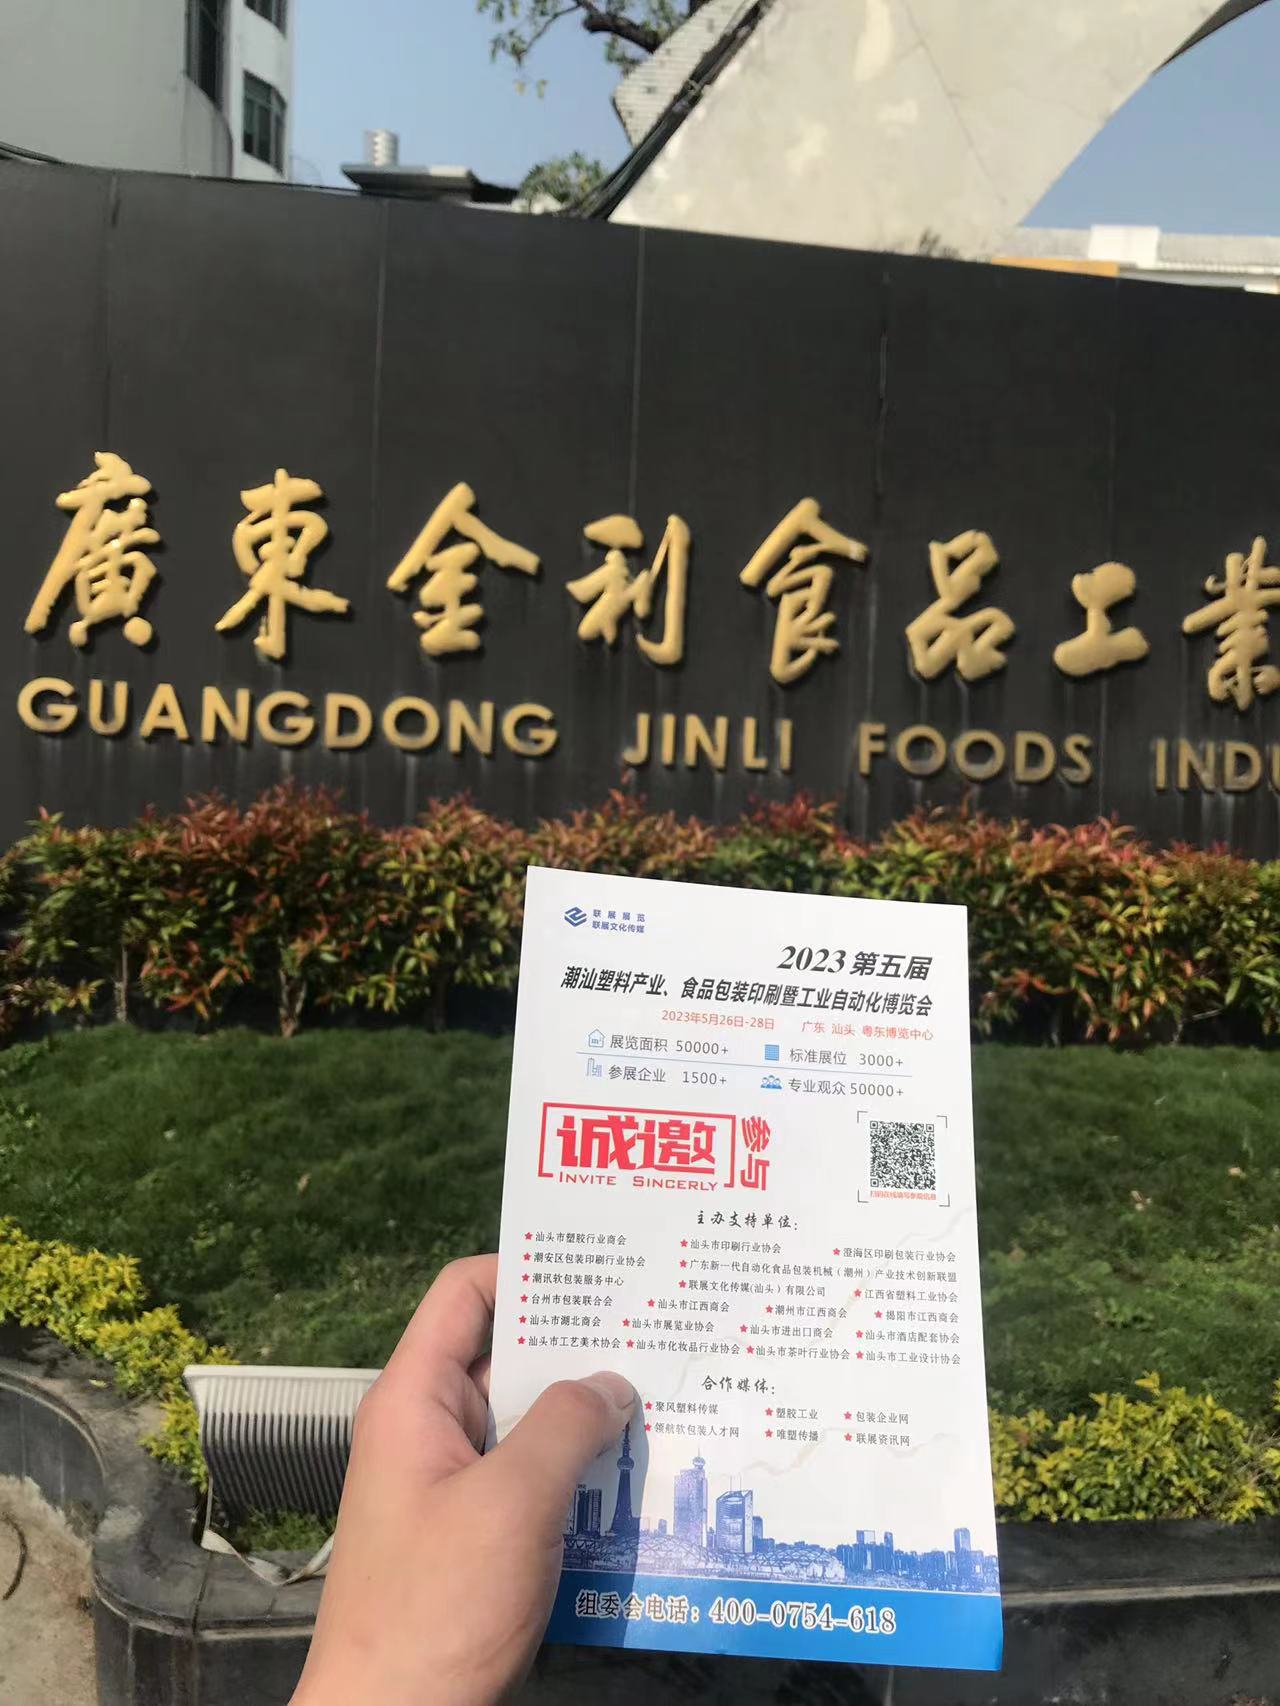 廣東金利食品工業
GUANGDONG JINLI FOODS INDU
联展展览
联展文化传媒
2023第五届
潮汕塑料产业、食品包装印刷暨工业自动化博览会
2023年5月26日-28日 广东 汕头 粤东博览中心
展览面积 50000+ 标准展位 3000+
参展企业 1500+ 专业观众 50000+
诚邀参与
INVITE SINCERLY
扫码在线填写参观信息
主办支持单位：
★汕头市塑胶行业商会 ★汕头市印刷行业协会 ★澄海区印刷包装行业协会
★潮安区包装印刷行业协会 ★广东新一代自动化食品包装机械（潮州）产业技术创新联盟
★潮讯软包装服务中心 ★联展文化传媒(汕头）有限公司 ★江西省塑料工业协会
★台州市包装联合会 ★汕头市江西商会 ★潮州市江西商会 ★揭阳市江西商会
★汕头市湖北商会 ★汕头市展览业协会 ★汕头市进出口商会 ★汕头市酒店配套协会
★汕头市工艺美术协会 ★汕头市化妆品行业协会 ★汕头市茶叶行业协会 ★汕头市工业设计协会
合作媒体：
★聚风塑料传媒 ★塑胶工业 ★包装企业网
★领航软包装人才网 ★唯塑传播 ★联展资讯网
组委会电话：400-0754-618